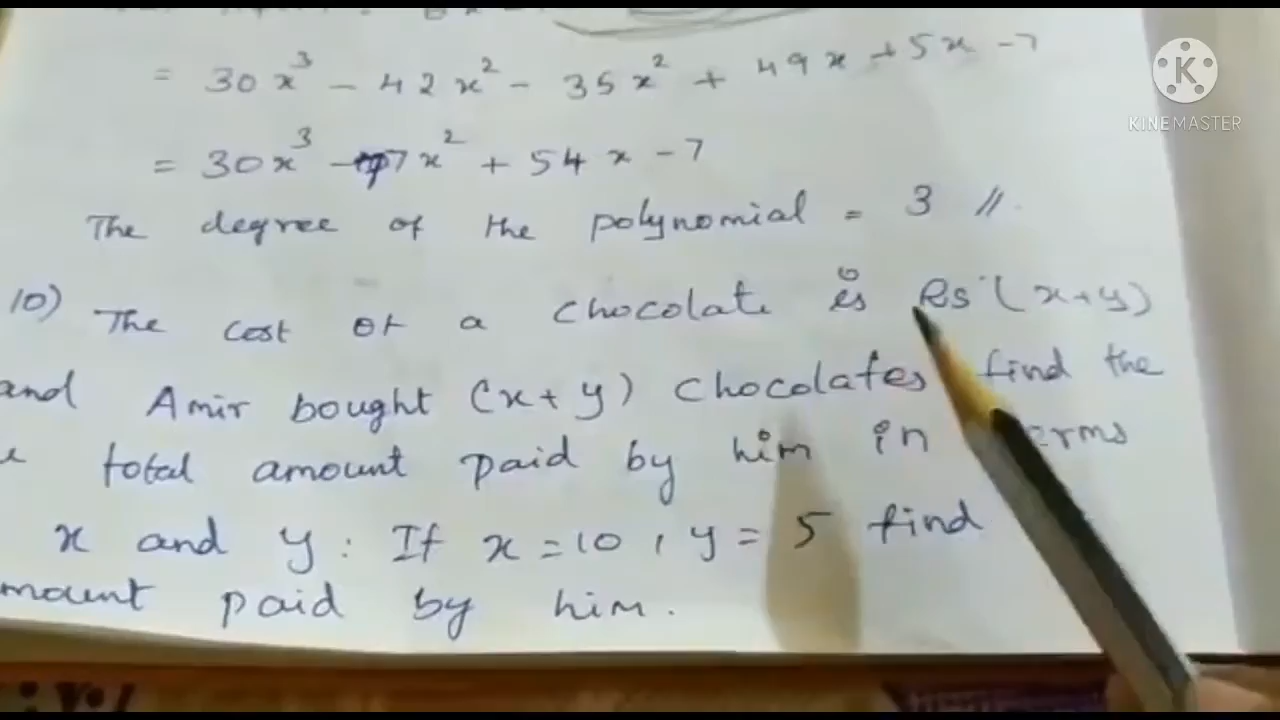 = 30x³ - 42x² - 35x² + 49x + 5x - 7
= 30x³ - 77x² + 54x - 7
The degree of the polynomial = 3 //.
10) The cost of a chocolate is Rs (x+y)
and Amir bought (x+y) chocolates find the
total amount paid by him in terms
x and y : If x = 10, y = 5 find
mount paid by him.
K
KINEMASTER